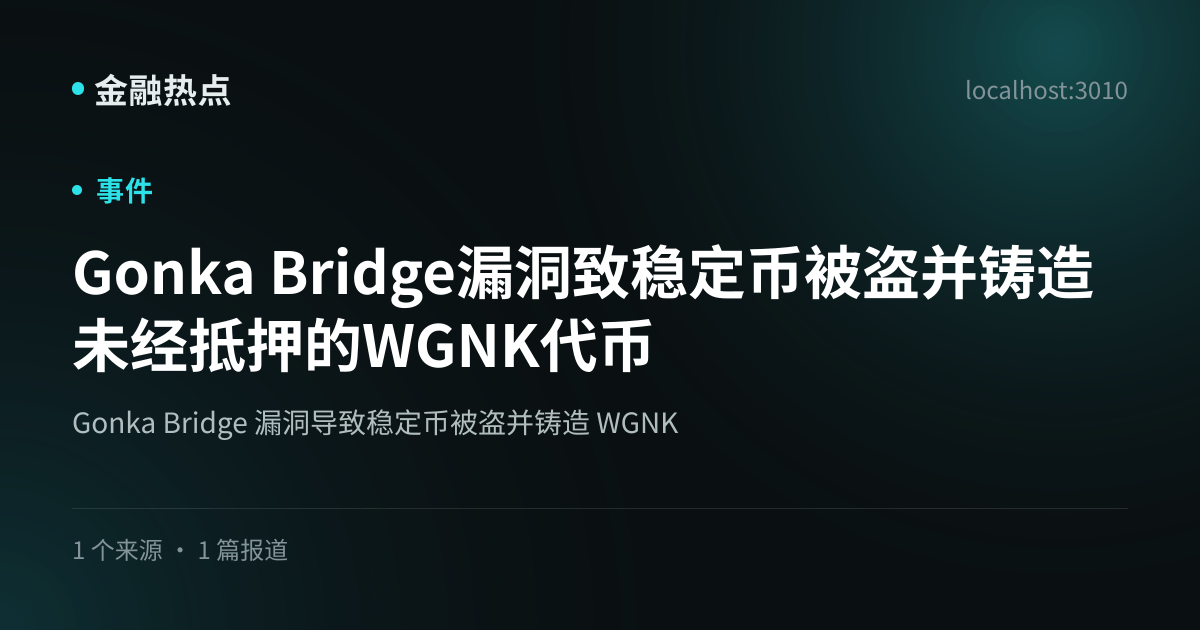 金融热点
localhost:3010
事件
Gonka Bridge漏洞致稳定币被盗并铸造
未经抵押的WGNK代币
Gonka Bridge 漏洞导致稳定币被盗并铸造 WGNK
1 个来源 · 1 篇报道